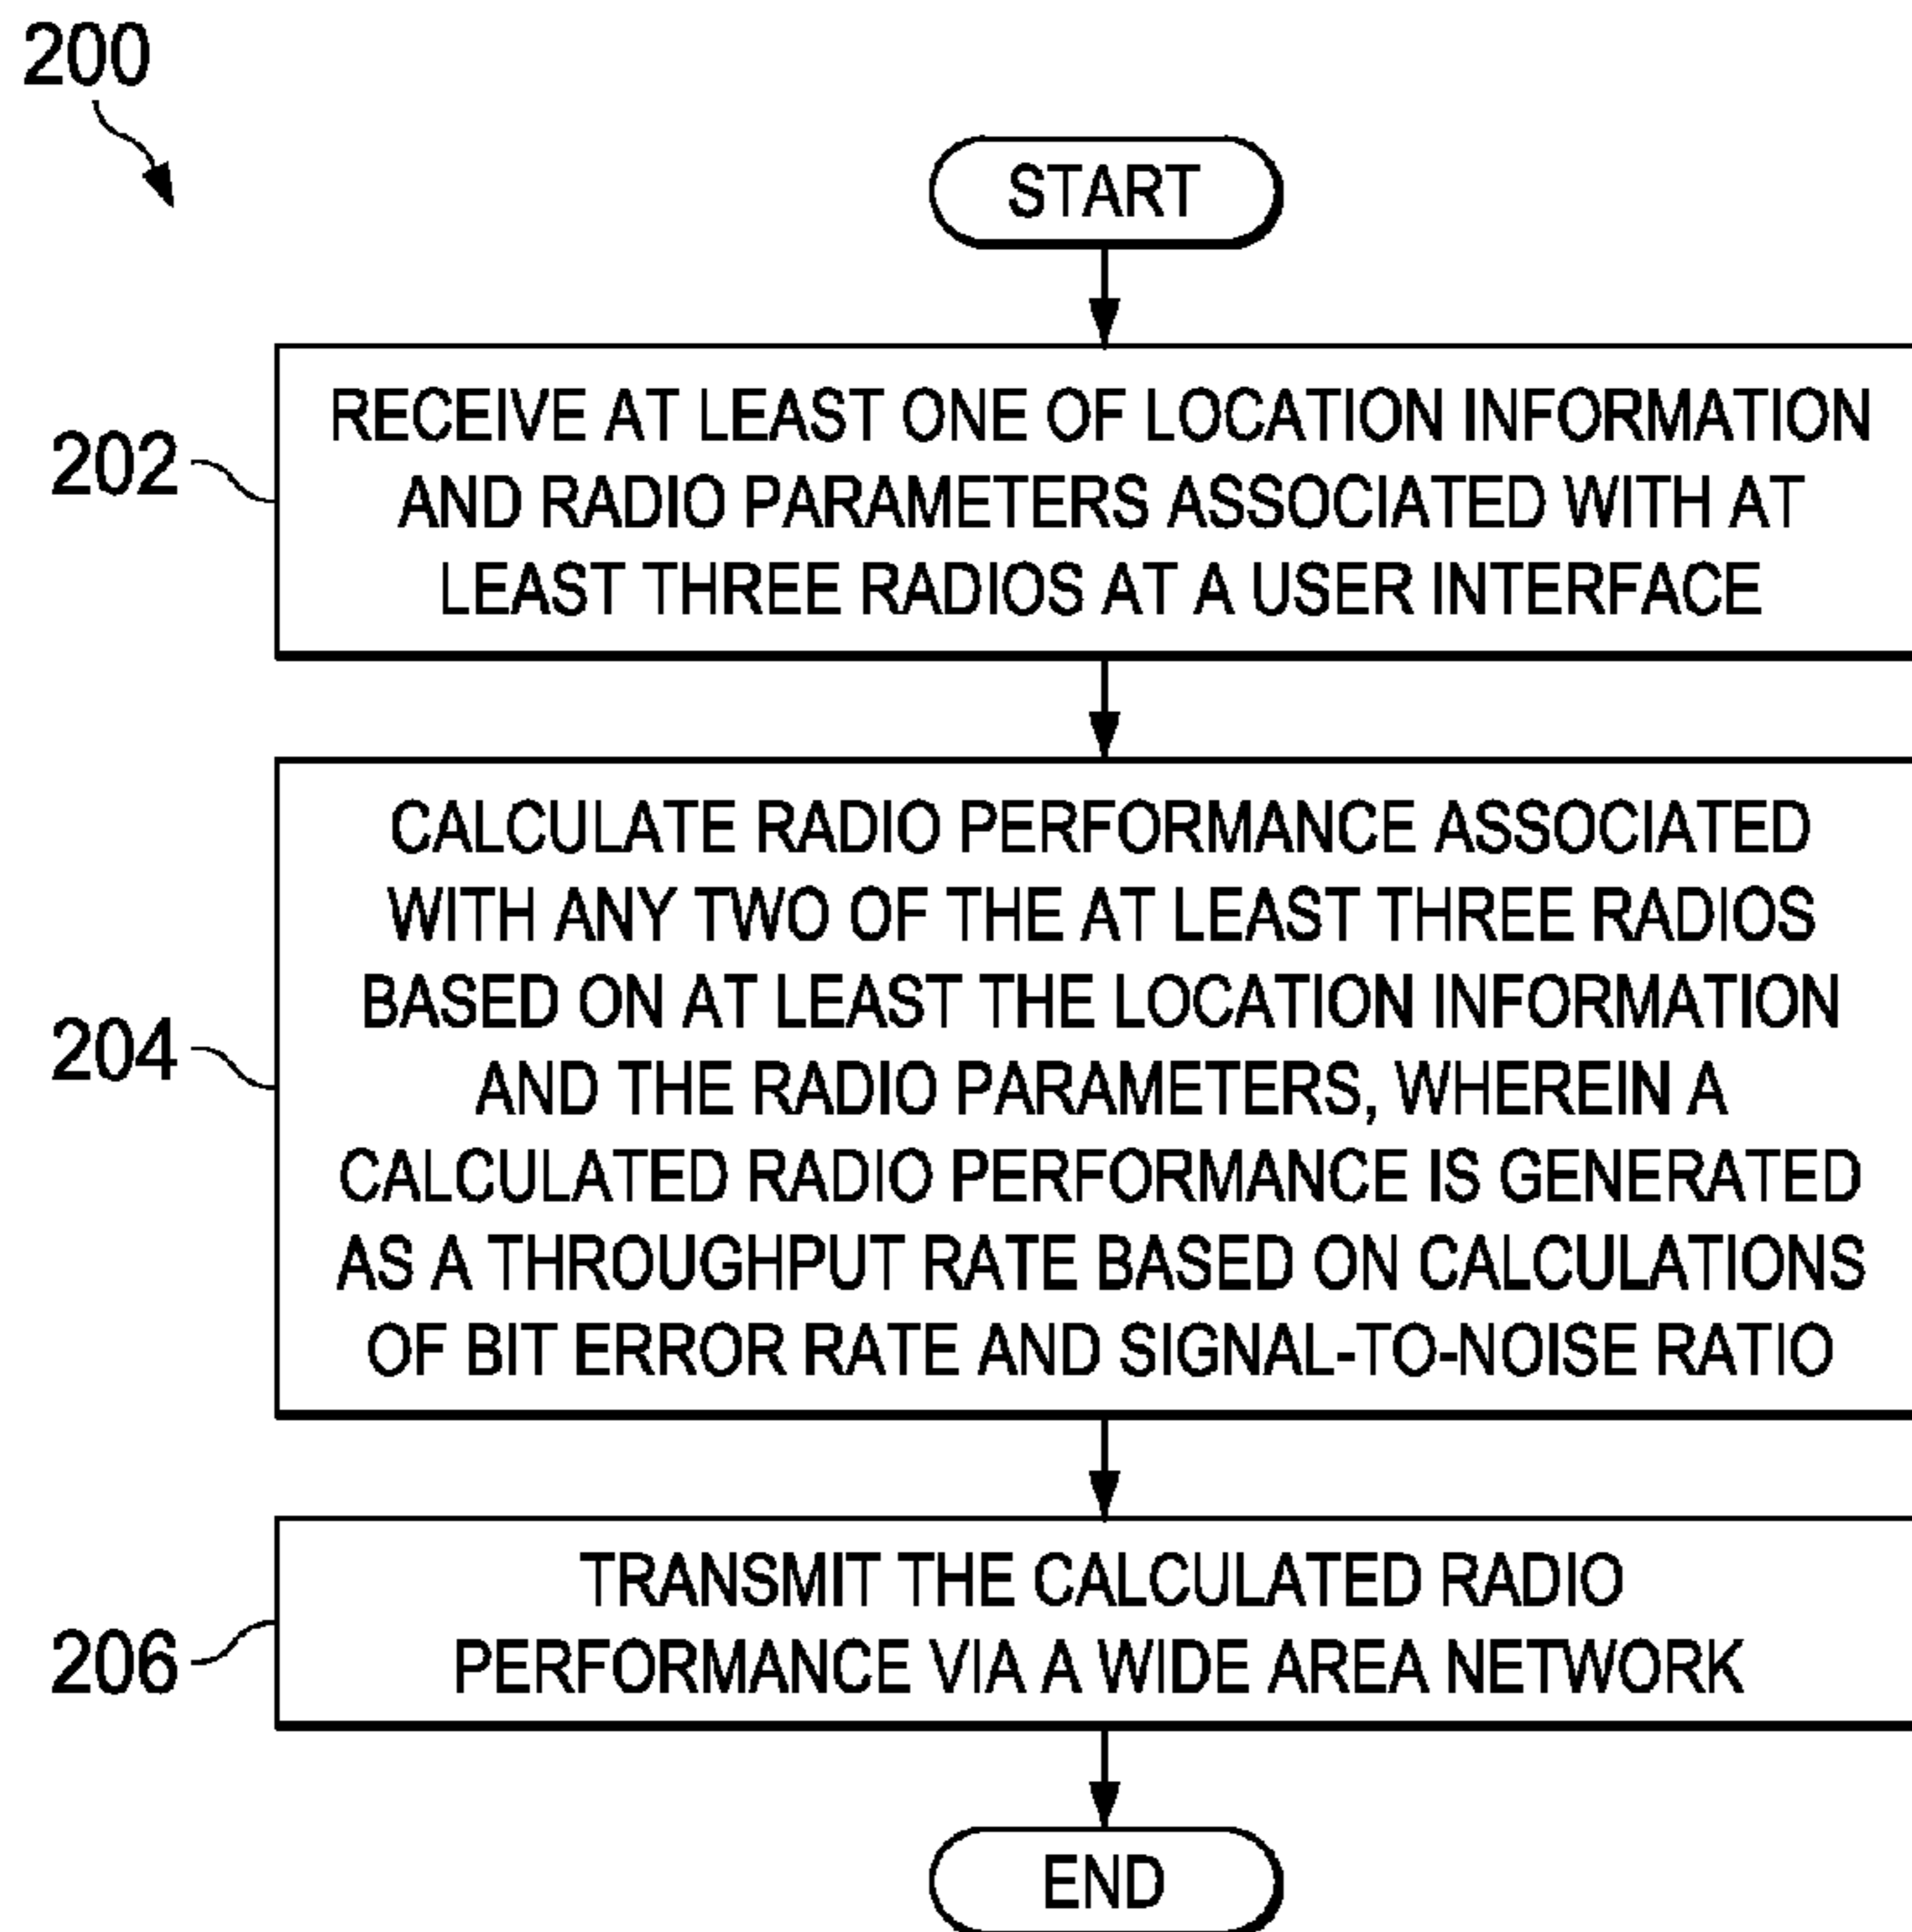 200
START
202
RECEIVE AT LEAST ONE OF LOCATION INFORMATION
AND RADIO PARAMETERS ASSOCIATED WITH AT
LEAST THREE RADIOS AT A USER INTERFACE
204
CALCULATE RADIO PERFORMANCE ASSOCIATED
WITH ANY TWO OF THE AT LEAST THREE RADIOS
BASED ON AT LEAST THE LOCATION INFORMATION
AND THE RADIO PARAMETERS, WHEREIN A
CALCULATED RADIO PERFORMANCE IS GENERATED
AS A THROUGHPUT RATE BASED ON CALCULATIONS
OF BIT ERROR RATE AND SIGNAL-TO-NOISE RATIO
206
TRANSMIT THE CALCULATED RADIO
PERFORMANCE VIA A WIDE AREA NETWORK
END